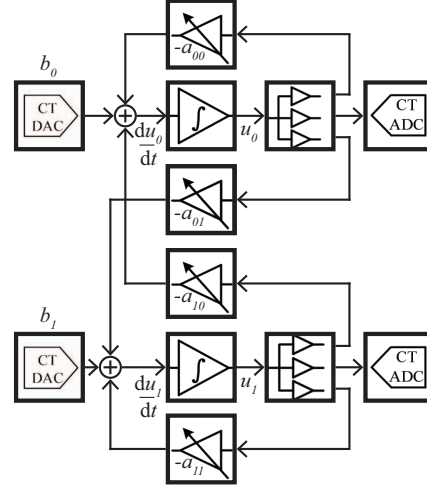 -a₀₀
b₀
CT
DAC
∫
du₀
dt
u₀
CT
ADC
-a₀₁
-a₁₀
b₁
CT
DAC
∫
du₁
dt
u₁
CT
ADC
-a₁₁